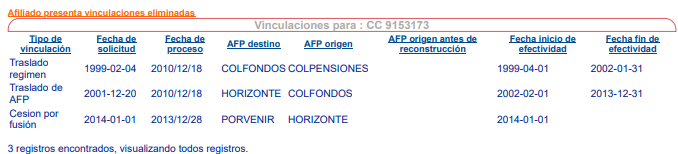 Afiliado presenta vinculaciones eliminadas
Vinculaciones para : CC 9153173
Tipo de vinculación Fecha de solicitud Fecha de proceso AFP destino AFP origen AFP origen antes de reconstrucción Fecha inicio de efectividad Fecha fin de efectividad
Traslado regimen 1999-02-04 2010/12/18 COLFONDOS COLPENSIONES 1999-04-01 2002-01-31
Traslado de AFP 2001-12-20 2010/12/18 HORIZONTE COLFONDOS 2002-02-01 2013-12-31
Cesion por fusión 2014-01-01 2013/12/28 PORVENIR HORIZONTE 2014-01-01
3 registros encontrados, visualizando todos registros.